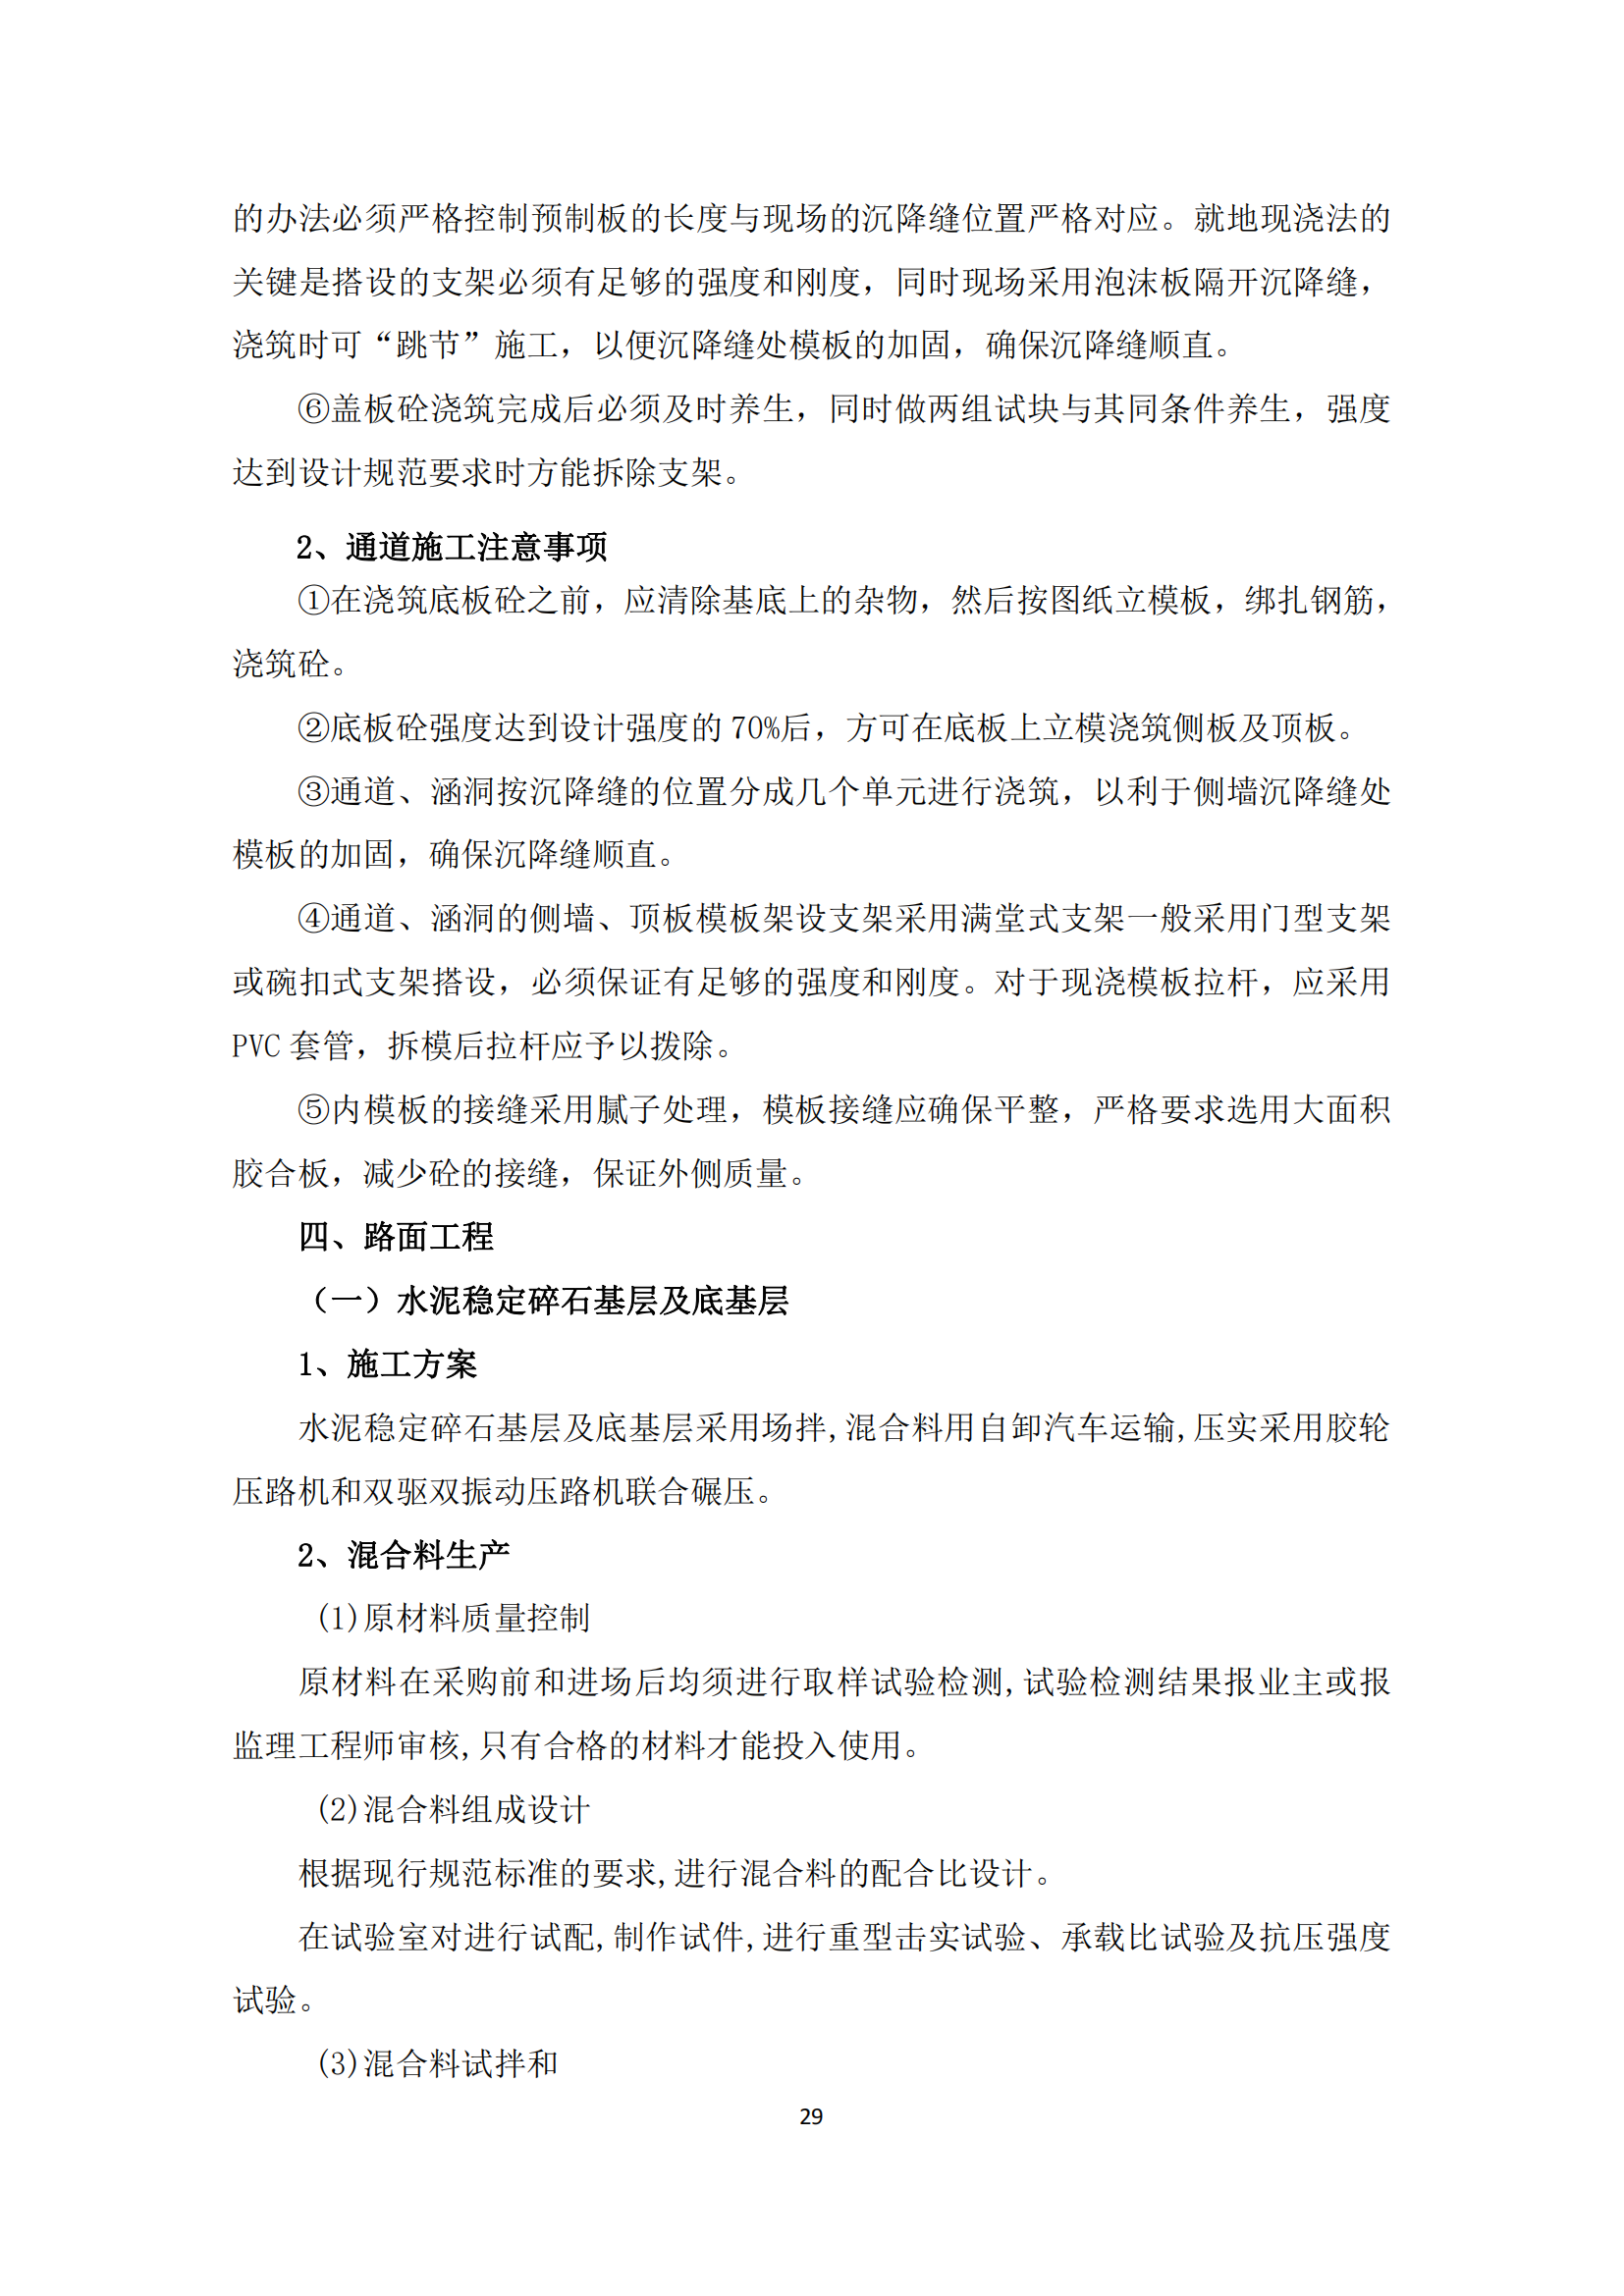 的办法必须严格控制预制板的长度与现场的沉降缝位置严格对应。就地现浇法的
关键是搭设的支架必须有足够的强度和刚度，同时现场采用泡沫板隔开沉降缝，
浇筑时可“跳节”施工，以便沉降缝处模板的加固，确保沉降缝顺直。
⑥盖板砼浇筑完成后必须及时养生，同时做两组试块与其同条件养生，强度
达到设计规范要求时方能拆除支架。
2、通道施工注意事项
①在浇筑底板砼之前，应清除基底上的杂物，然后按图纸立模板，绑扎钢筋，
浇筑砼。
②底板砼强度达到设计强度的 70%后，方可在底板上立模浇筑侧板及顶板。
③通道、涵洞按沉降缝的位置分成几个单元进行浇筑，以利于侧墙沉降缝处
模板的加固，确保沉降缝顺直。
④通道、涵洞的侧墙、顶板模板架设支架采用满堂式支架一般采用门型支架
或碗扣式支架搭设，必须保证有足够的强度和刚度。对于现浇模板拉杆，应采用
PVC 套管，拆模后拉杆应予以拨除。
⑤内模板的接缝采用腻子处理，模板接缝应确保平整，严格要求选用大面积
胶合板，减少砼的接缝，保证外侧质量。
四、路面工程
（一）水泥稳定碎石基层及底基层
1、施工方案
水泥稳定碎石基层及底基层采用场拌,混合料用自卸汽车运输,压实采用胶轮
压路机和双驱双振动压路机联合碾压。
2、混合料生产
(1)原材料质量控制
原材料在采购前和进场后均须进行取样试验检测,试验检测结果报业主或报
监理工程师审核,只有合格的材料才能投入使用。
(2)混合料组成设计
根据现行规范标准的要求,进行混合料的配合比设计。
在试验室对进行试配,制作试件,进行重型击实试验、承载比试验及抗压强度
试验。
(3)混合料试拌和
29